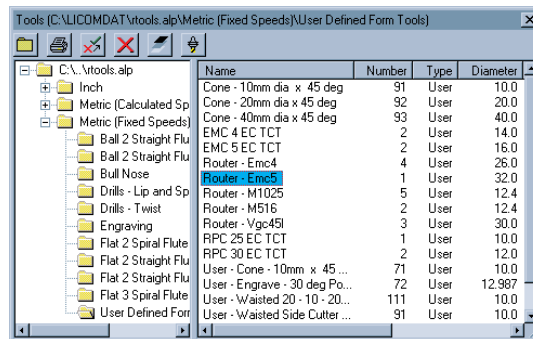 Tools (C:\LICOMDAT\rtools.alp\Metric (Fixed Speeds)\User Defined Form Tools)
C:\..\rtools.alp
Inch
Metric (Calculated Sp
Metric (Fixed Speeds)
Ball 2 Straight Flu
Ball 2 Straight Flu
Bull Nose
Drills - Lip and Sp
Drills - Twist
Engraving
Flat 2 Spiral Flute
Flat 2 Straight Flu
Flat 2 Straight Flu
Flat 3 Spiral Flute
User Defined Forr
Name Number Type Diameter
Cone - 10mm dia x 45 deg 91 User 10.0
Cone - 20mm dia x 45 deg 92 User 20.0
Cone - 40mm dia x 45 deg 93 User 40.0
EMC 4 EC TCT 2 User 14.0
EMC 5 EC TCT 2 User 16.0
Router - Emc4 4 User 26.0
Router - Emc5 1 User 32.0
Router - M1025 5 User 12.4
Router - M516 2 User 12.4
Router - Vgc45l 3 User 30.0
RPC 25 EC TCT 1 User 10.0
RPC 30 EC TCT 2 User 12.0
User - Cone - 10mm x 45 ... 71 User 10.0
User - Engrave - 30 deg Po... 72 User 12.987
User - Waisted 20 - 10 - 20... 111 User 10.0
User - Waisted Side Cutter ... 91 User 10.0